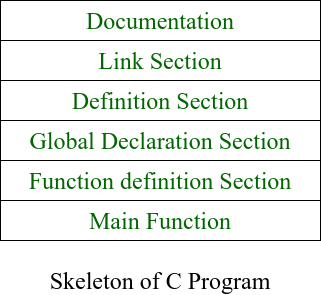 Documentation
Link Section
Definition Section
Global Declaration Section
Function definition Section
Main Function
Skeleton of C Program